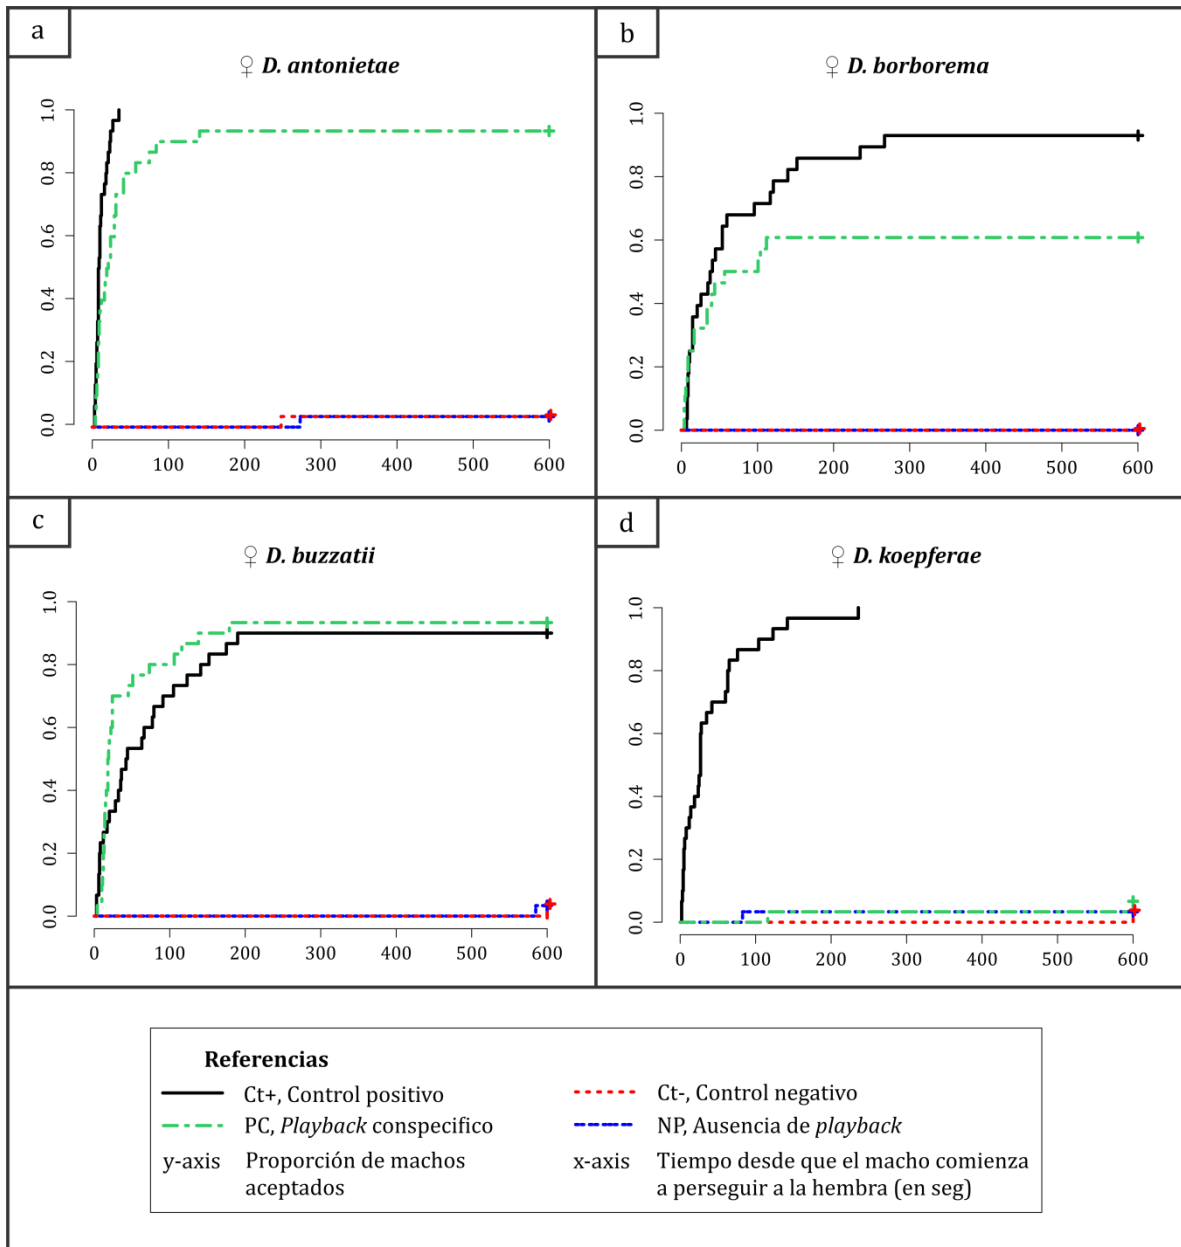 a
♀ D. antonietae
1.0
0.8
0.6
0.4
0.2
0.0
0 100 200 300 400 500 600
b
♀ D. borborema
1.0
0.8
0.6
0.4
0.2
0.0
0 100 200 300 400 500 600
c
♀ D. buzzatii
1.0
0.8
0.6
0.4
0.2
0.0
0 100 200 300 400 500 600
d
♀ D. koepferae
1.0
0.8
0.6
0.4
0.2
0.0
0 100 200 300 400 500 600
Referencias
Ct+, Control positivo
Ct-, Control negativo
PC, Playback conspecifico
NP, Ausencia de playback
y-axis Proporción de machos
aceptados
x-axis Tiempo desde que el macho comienza
a perseguir a la hembra (en seg)